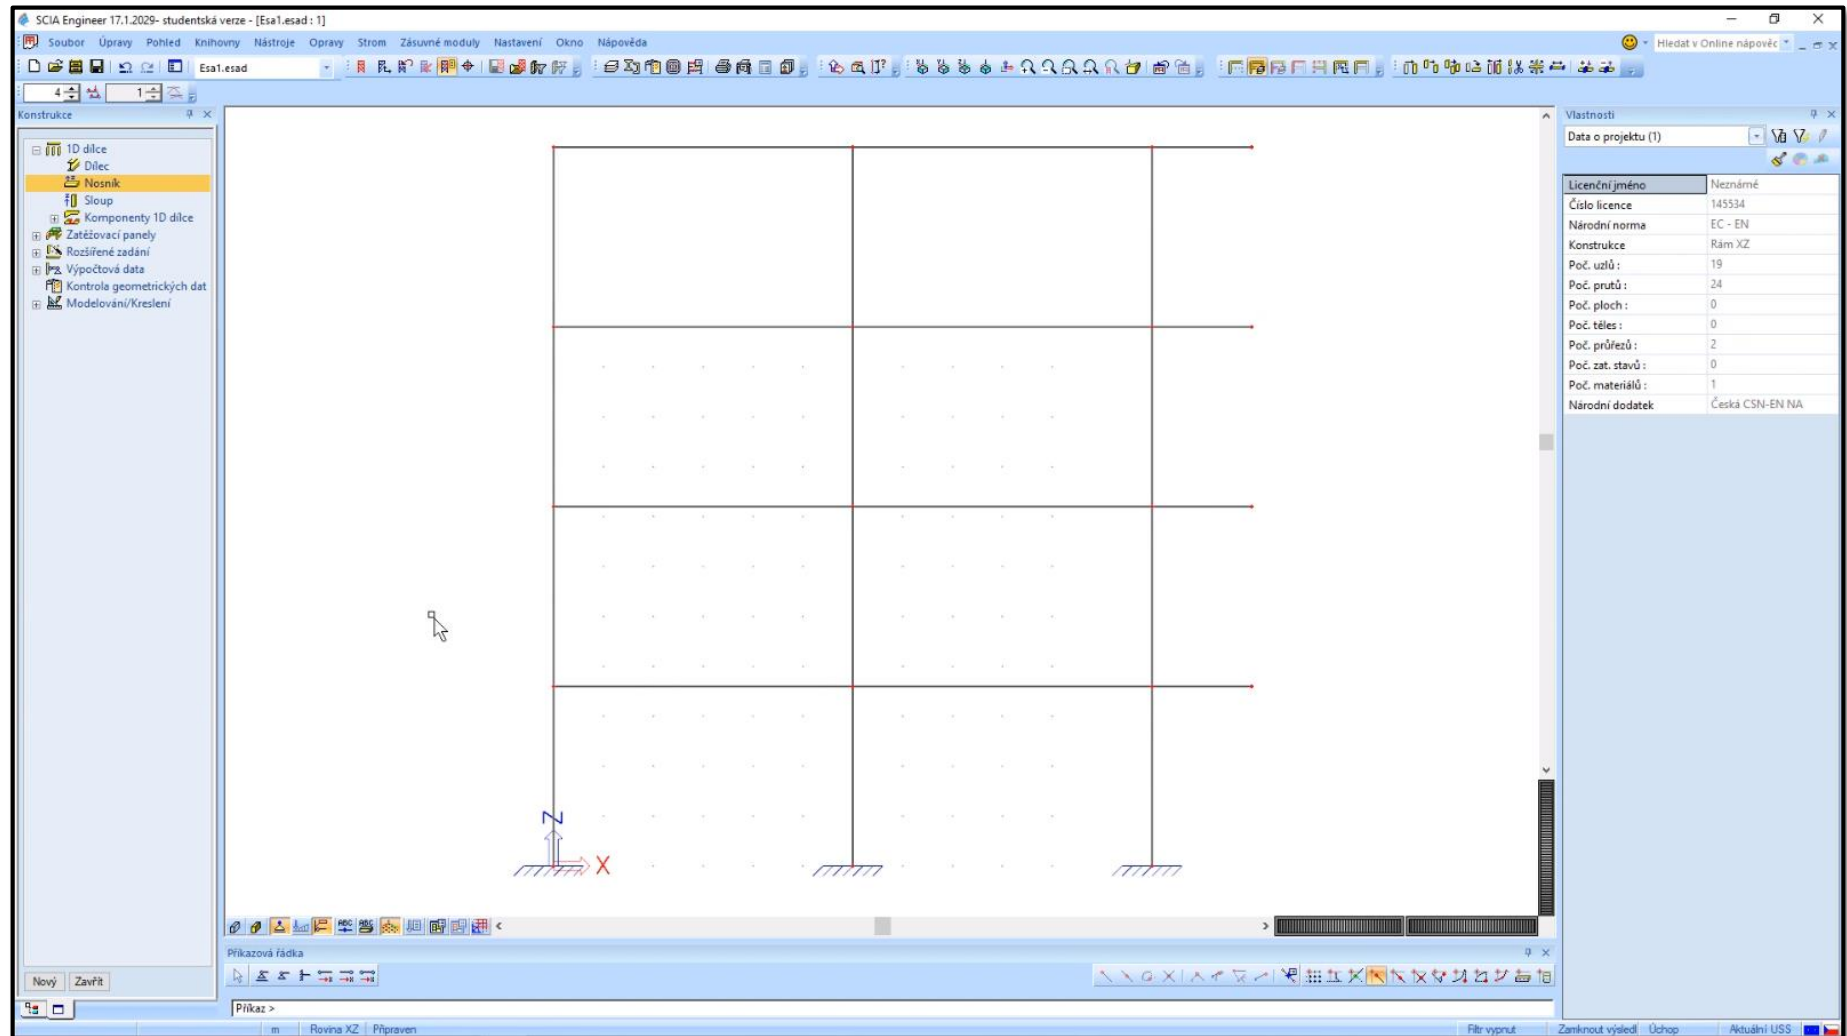 SCIA Engineer 17.1.2029- studentská verze - [Esa1.esad : 1]
Soubor Úpravy Pohled Knihovny Nástroje Opravy Strom Zásuvné moduly Nastavení Okno Nápověda
Hledat v Online nápověc
Esa1.esad
4 1
Konstrukce
1D dílce
Dílec
Nosník
Sloup
Komponenty 1D dílce
Zatěžovací panely
Rozšířené zadání
Výpočtová data
Kontrola geometrických dat
Modelování/Kreslení
Nový Zavřít
Z
X
Vlastnosti
Data o projektu (1)
Licenční jméno Neznámé
Číslo licence 145534
Národní norma EC - EN
Konstrukce Rám XZ
Poč. uzlů : 19
Poč. prutů : 24
Poč. ploch : 0
Poč. těles : 0
Poč. průřezů : 2
Poč. zat. stavů : 0
Poč. materiálů : 1
Národní dodatek Česká CSN-EN NA
Příkazová řádka
Příkaz >
m Rovina XZ Připraven
Filtr vypnut Zamknout výsledl Úchop Aktuální USS